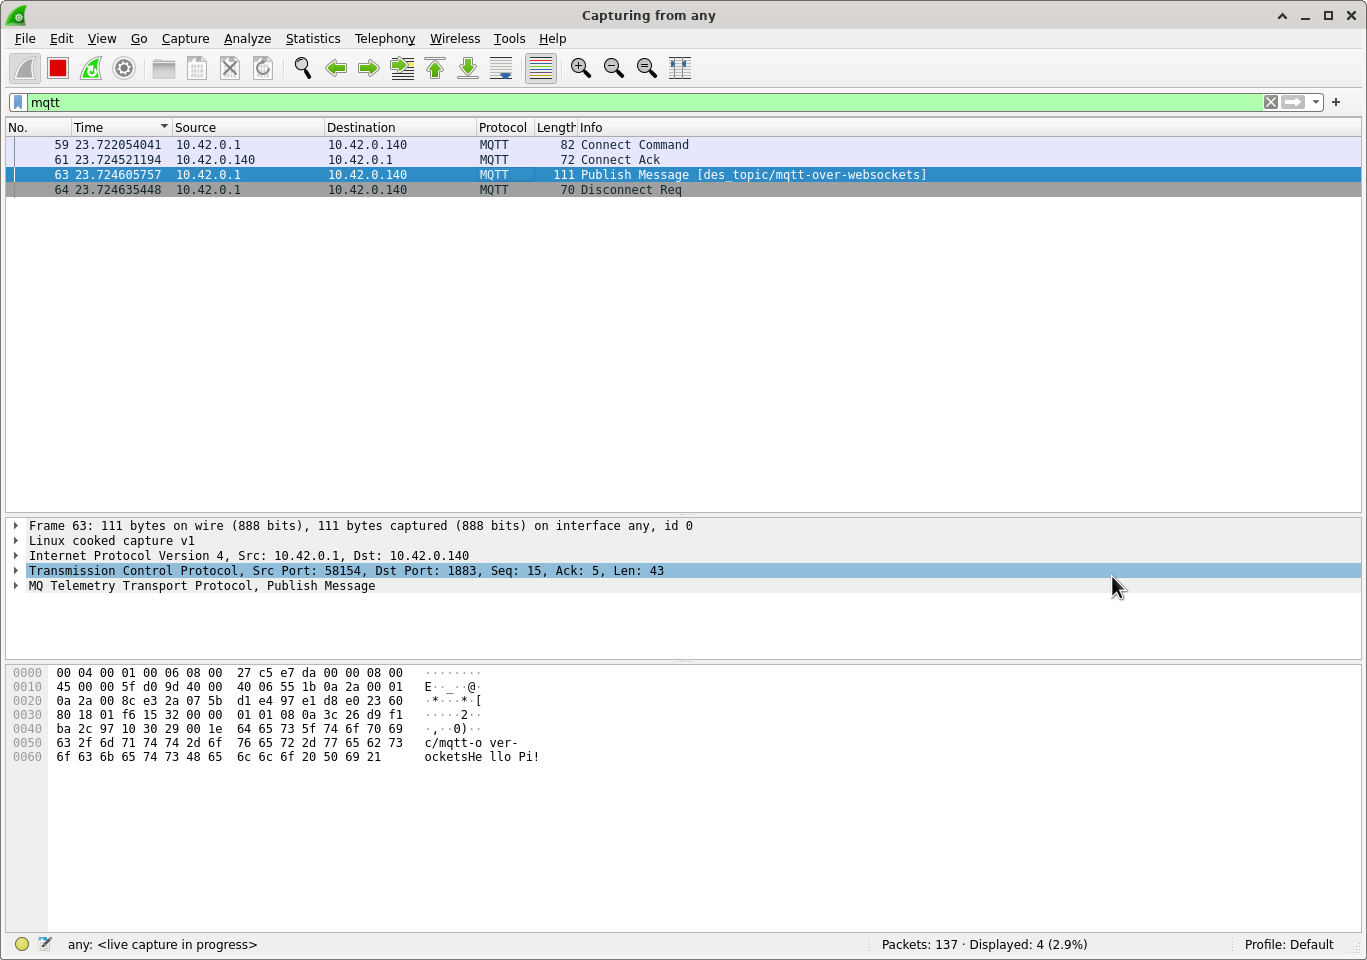 Capturing from any
File Edit View Go Capture Analyze Statistics Telephony Wireless Tools Help
mqtt
No. Time Source Destination Protocol Length Info
59 23.722054041 10.42.0.1 10.42.0.140 MQTT 82 Connect Command
61 23.724521194 10.42.0.140 10.42.0.1 MQTT 72 Connect Ack
63 23.724605757 10.42.0.1 10.42.0.140 MQTT 111 Publish Message [des_topic/mqtt-over-websockets]
64 23.724635448 10.42.0.1 10.42.0.140 MQTT 70 Disconnect Req
Frame 63: 111 bytes on wire (888 bits), 111 bytes captured (888 bits) on interface any, id 0
Linux cooked capture v1
Internet Protocol Version 4, Src: 10.42.0.1, Dst: 10.42.0.140
Transmission Control Protocol, Src Port: 58154, Dst Port: 1883, Seq: 15, Ack: 5, Len: 43
MQ Telemetry Transport Protocol, Publish Message
0000 00 04 00 01 00 06 08 00 27 c5 e7 da 00 00 08 00 ········
0010 45 00 00 5f d0 9d 40 00 40 06 55 1b 0a 2a 00 01 E··_··@·
0020 0a 2a 00 8c e3 2a 07 5b d1 e4 97 e1 d8 e0 23 60 ·*···*·[
0030 80 18 01 f6 15 32 00 00 01 01 08 0a 3c 26 d9 f1 ·····2··
0040 ba 2c 97 10 30 29 00 1e 64 65 73 5f 74 6f 70 69 ·,··0)··
0050 63 2f 6d 71 74 74 2d 6f 76 65 72 2d 77 65 62 73 c/mqtt-o ver-
0060 6f 63 6b 65 74 73 48 65 6c 6c 6f 20 50 69 21 ocketsHe llo Pi!
any: <live capture in progress> Packets: 137 · Displayed: 4 (2.9%) Profile: Default